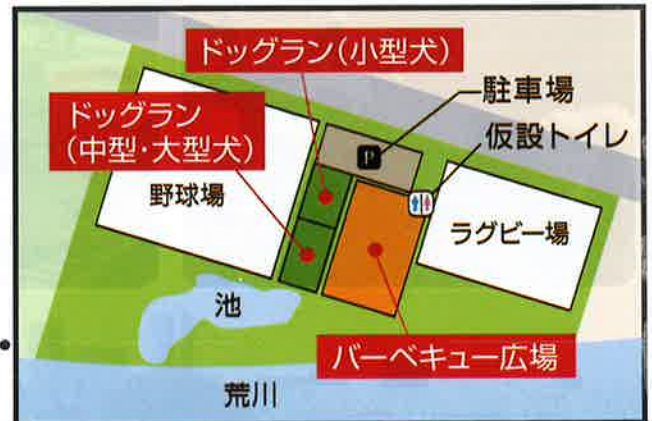 ドッグラン(小型犬)
駐車場
ドッグラン
(中型・大型犬)
P
仮設トイレ
野球場
ラグビー場
池
バーベキュー広場
荒川